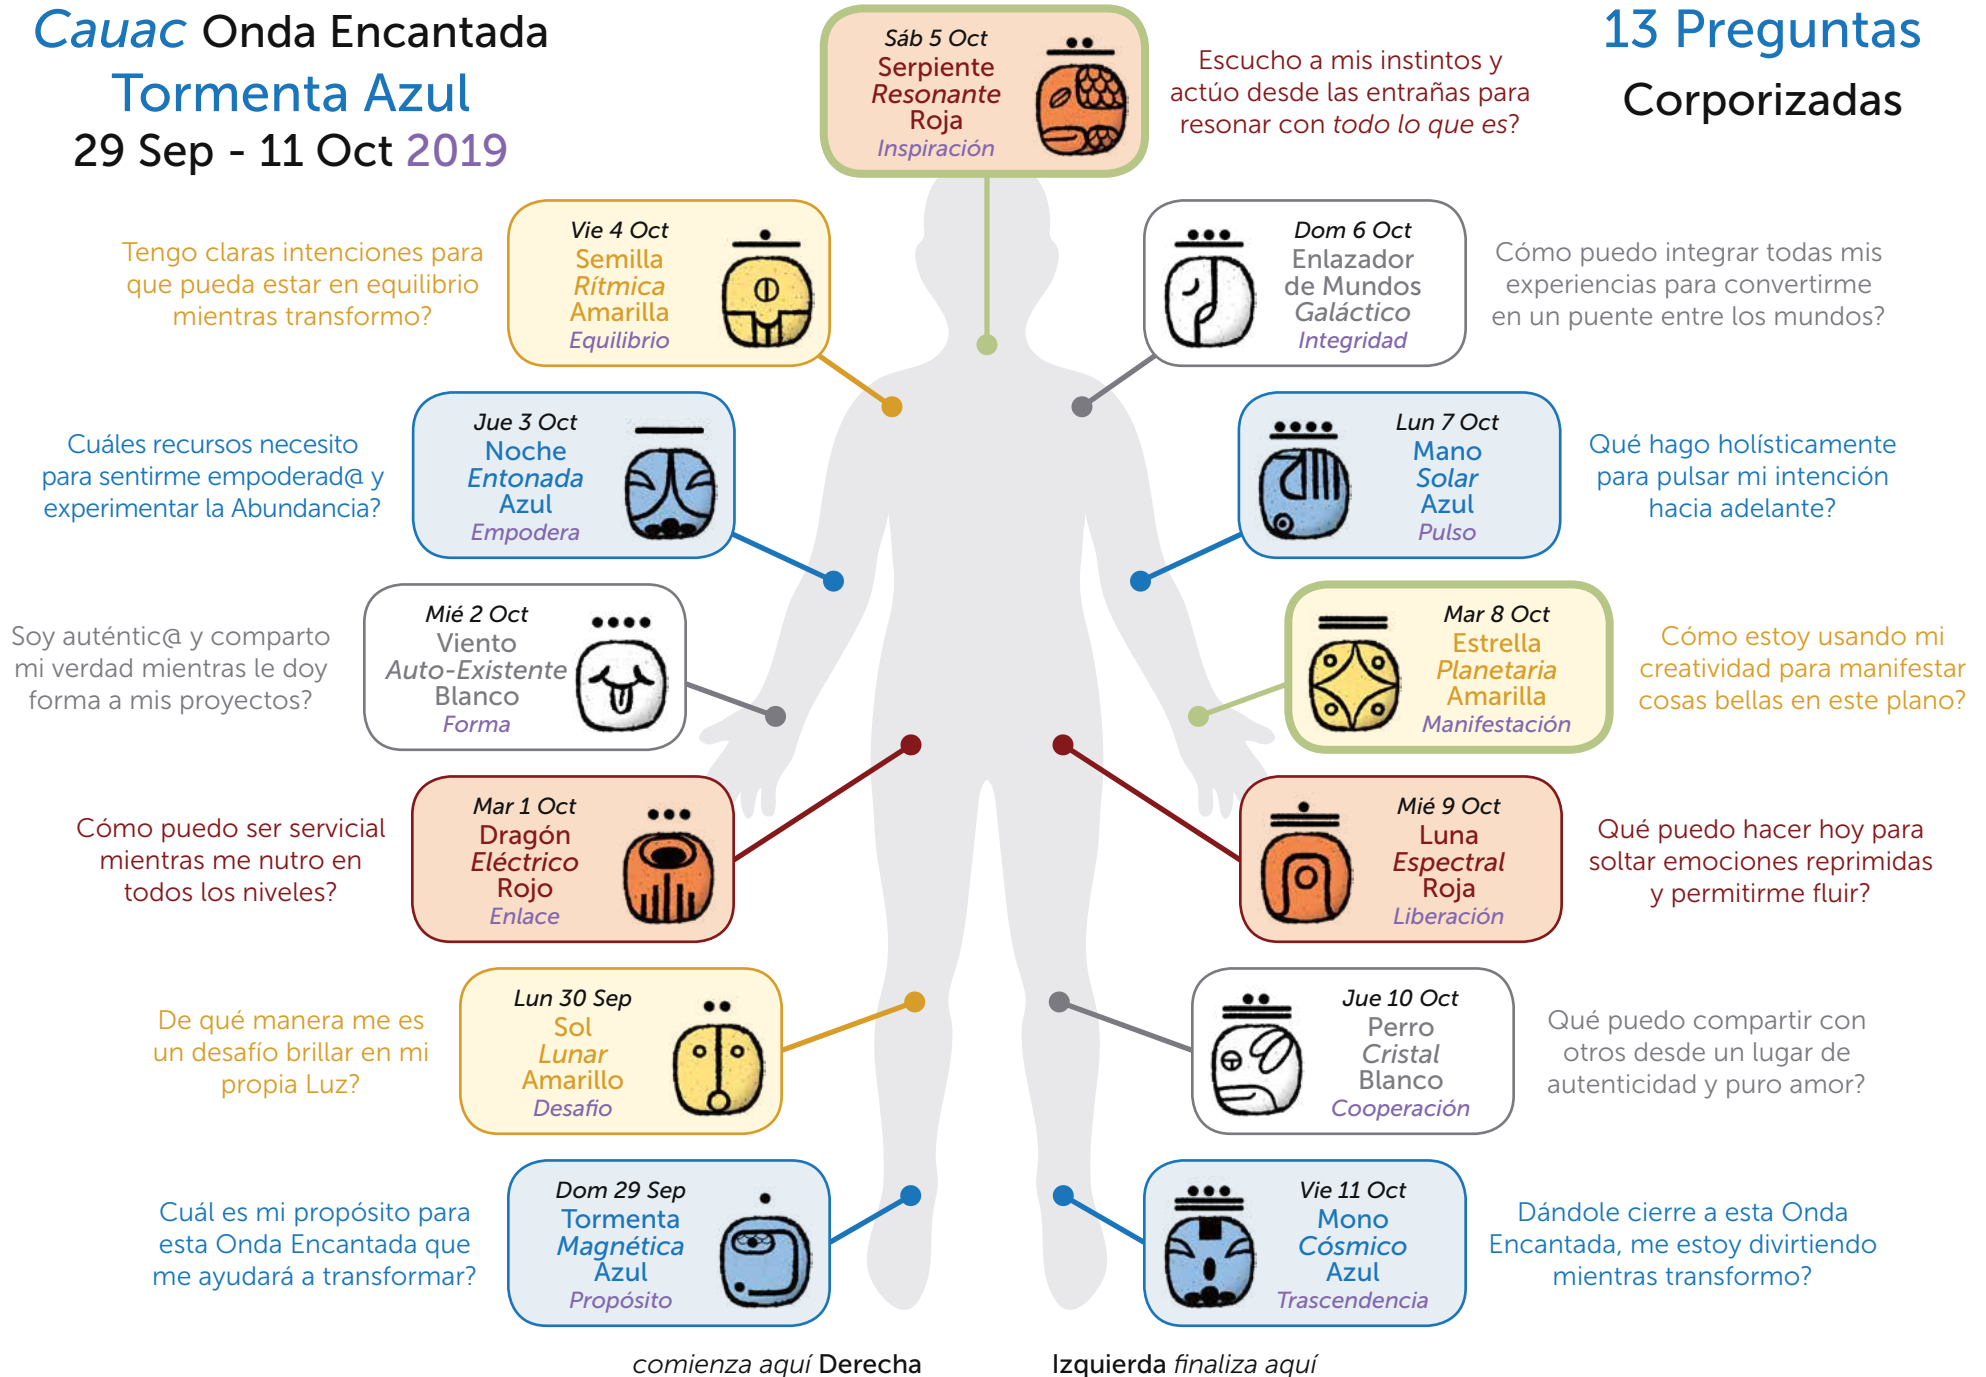 Cauac Onda Encantada
Tormenta Azul
29 Sep - 11 Oct 2019
13 Preguntas
Corporizadas
Sáb 5 Oct
Serpiente
Resonante
Roja
Inspiración
Escucho a mis instintos y
actúo desde las entrañas para
resonar con todo lo que es?
Tengo claras intenciones para
que pueda estar en equilibrio
mientras transformo?
Vie 4 Oct
Semilla
Rítmica
Amarilla
Equilibrio
Dom 6 Oct
Enlazador
de Mundos
Galáctico
Integridad
Cómo puedo integrar todas mis
experiencias para convertirme
en un puente entre los mundos?
Cuáles recursos necesito
para sentirme empoderad@ y
experimentar la Abundancia?
Jue 3 Oct
Noche
Entonada
Azul
Empodera
Lun 7 Oct
Mano
Solar
Azul
Pulso
Qué hago holísticamente
para pulsar mi intención
hacia adelante?
Soy auténtic@ y comparto
mi verdad mientras le doy
forma a mis proyectos?
Mié 2 Oct
Viento
Auto-Existente
Blanco
Forma
Mar 8 Oct
Estrella
Planetaria
Amarilla
Manifestación
Cómo estoy usando mi
creatividad para manifestar
cosas bellas en este plano?
Cómo puedo ser servicial
mientras me nutro en
todos los niveles?
Mar 1 Oct
Dragón
Eléctrico
Rojo
Enlace
Mié 9 Oct
Luna
Espectral
Roja
Liberación
Qué puedo hacer hoy para
soltar emociones reprimidas
y permitirme fluir?
De qué manera me es
un desafío brillar en mi
propia Luz?
Lun 30 Sep
Sol
Lunar
Amarillo
Desafio
Jue 10 Oct
Perro
Cristal
Blanco
Cooperación
Qué puedo compartir con
otros desde un lugar de
autenticidad y puro amor?
Cuál es mi propósito para
esta Onda Encantada que
me ayudará a transformar?
Dom 29 Sep
Tormenta
Magnética
Azul
Propósito
Vie 11 Oct
Mono
Cósmico
Azul
Trascendencia
Dándole cierre a esta Onda
Encantada, me estoy divirtiendo
mientras transformo?
comienza aquí Derecha
Izquierda finaliza aquí